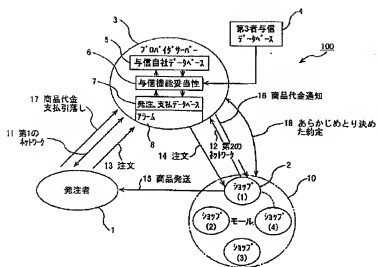 3
第3者与信
データベース
4
100
プロバイダサーバー
5
与信自社データベース
6
与信機能妥当性
7
発注、支払データベース
アラーム
8
17 商品代金
支払引落し
16 商品代金通知
18 あらかじめとり決め
た約定
11 第1の
ネットワーク
13 注文
14 注文
12 第2の
ネットワーク
2
10
15 商品発送
発注者
1
ショップ
(1)
ショップ
(2)
モール
ショップ
(4)
ショップ
(3)